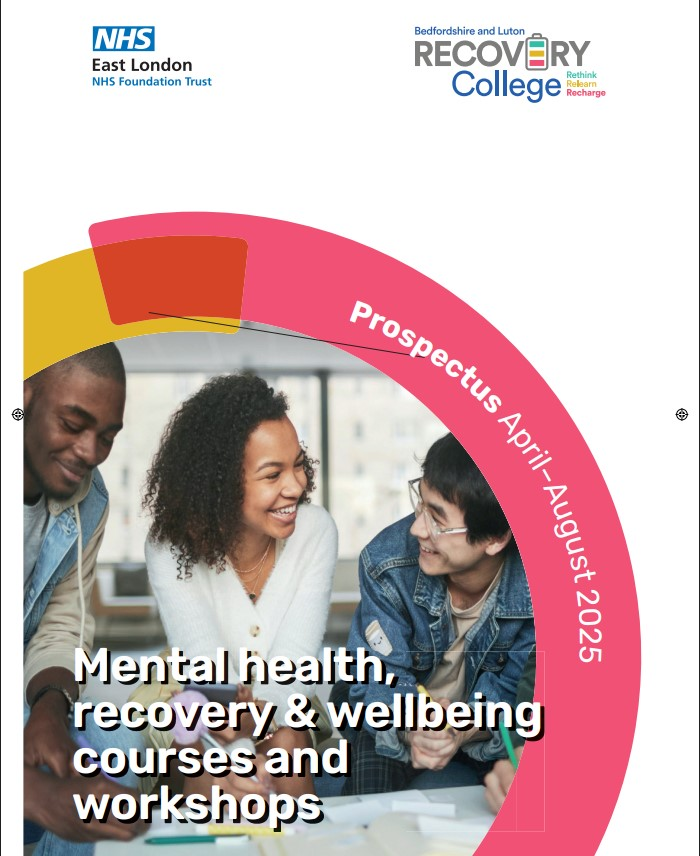 NHS
East London
NHS Foundation Trust
Bedfordshire and Luton
RECOVERY
College
Rethink
Relearn
Recharge
Prospectus April–August 2025
Mental health,
recovery & wellbeing
courses and
workshops